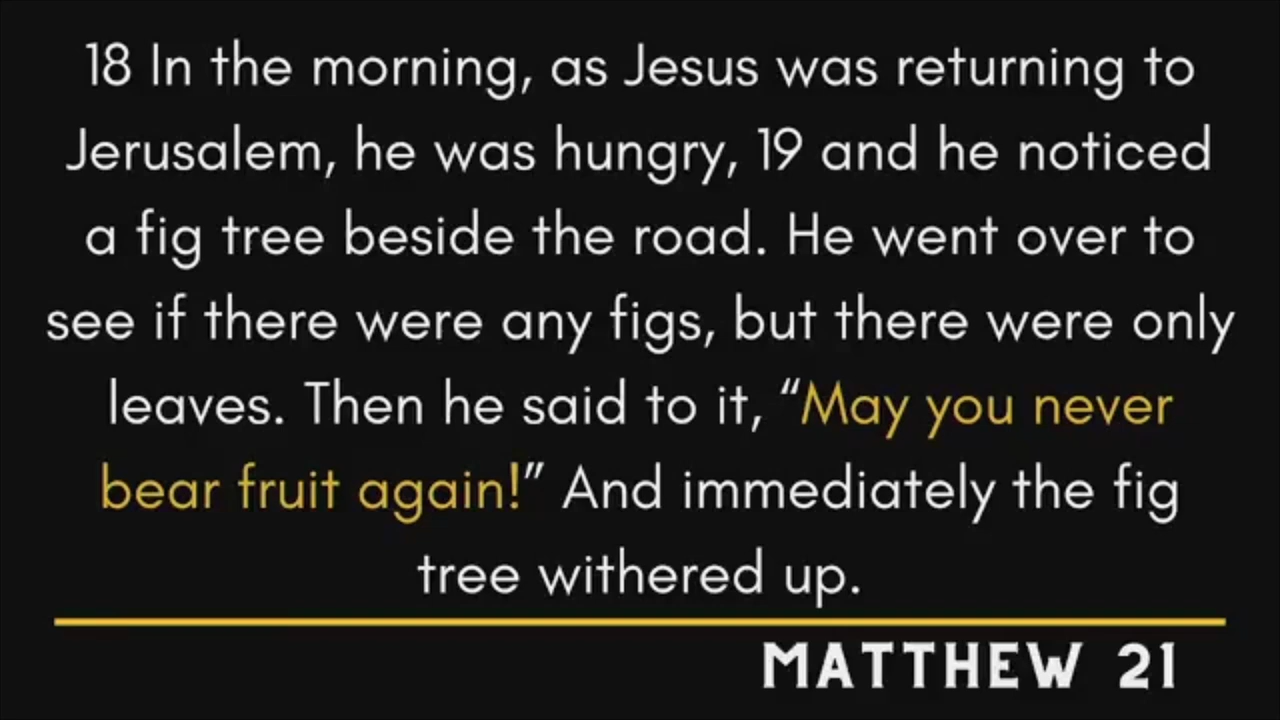 18 In the morning, as Jesus was returning to
Jerusalem, he was hungry, 19 and he noticed
a fig tree beside the road. He went over to
see if there were any figs, but there were only
leaves. Then he said to it, “May you never
bear fruit again!” And immediately the fig
tree withered up.
MATTHEW 21